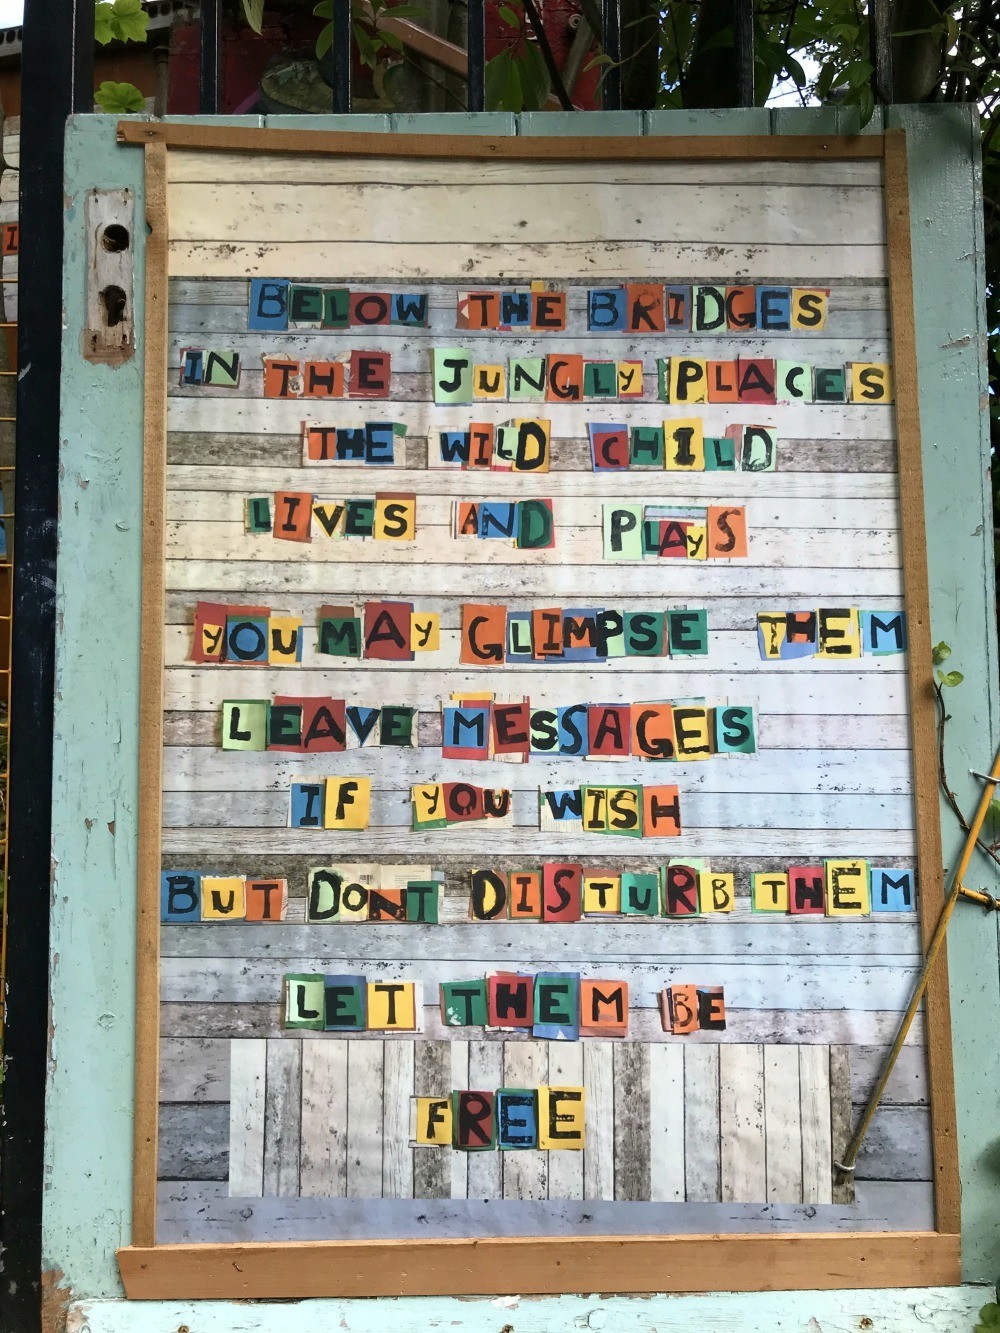 BELOW THE BRIDGES
IN THE JUNGLY PLACES
THE WILD CHILD
LIVES AND PLAYS
YOU MAY GLIMPSE THEM
LEAVE MESSAGES
IF YOU WISH
BUT DONT DISTURB THEM
LET THEM BE
FREE